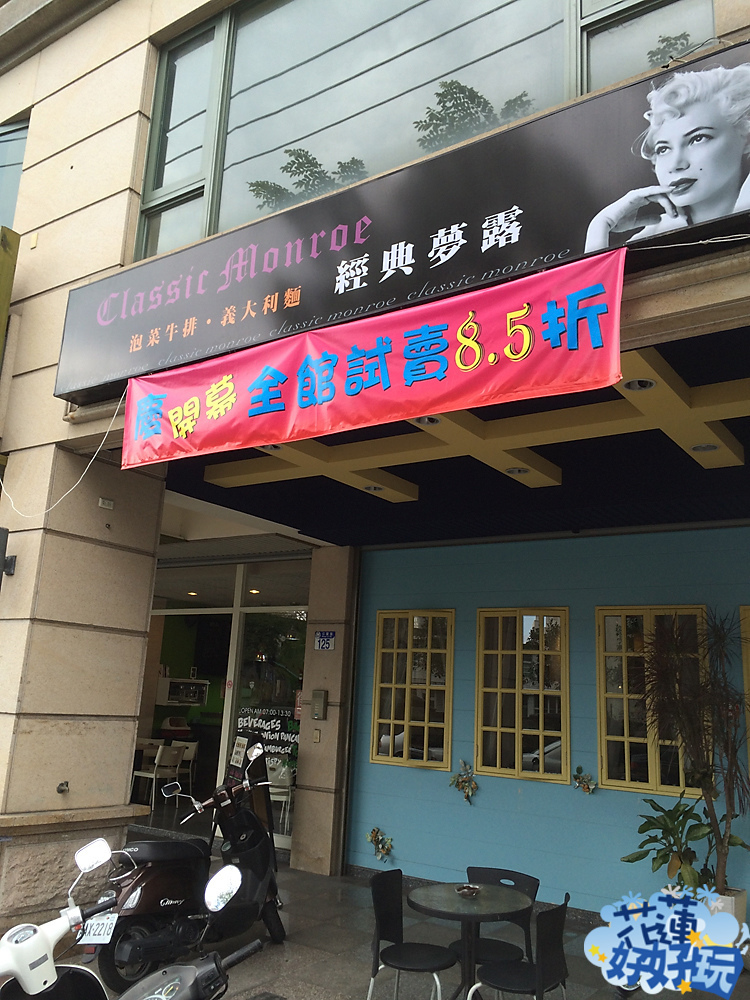 Classic Monroe
經典夢露
泡菜牛排・義大利麵
classic monroe classic monroe classic monroe
慶開幕 全館試賣8.5折
125
OPEN AM:07:00-13:30
BEVERAGES
花蓮
好好玩